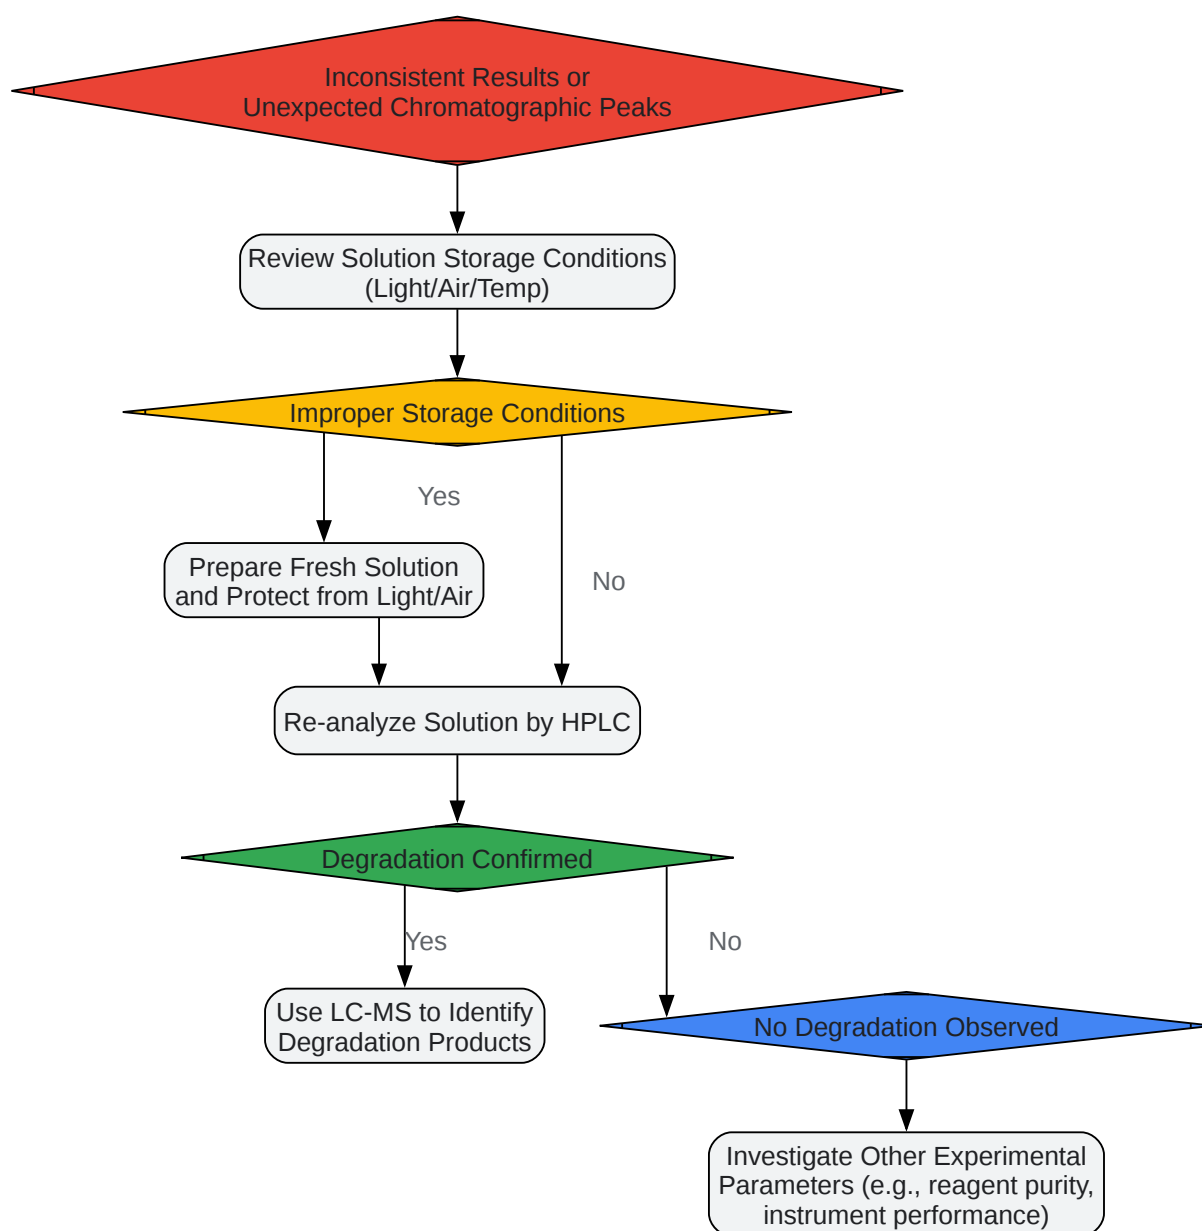 Inconsistent Results or
Unexpected Chromatographic Peaks
Review Solution Storage Conditions
(Light/Air/Temp)
Improper Storage Conditions
Yes
Prepare Fresh Solution
and Protect from Light/Air
No
Re-analyze Solution by HPLC
Degradation Confirmed
Yes
No
Use LC-MS to Identify
Degradation Products
No Degradation Observed
Investigate Other Experimental
Parameters (e.g., reagent purity,
instrument performance)